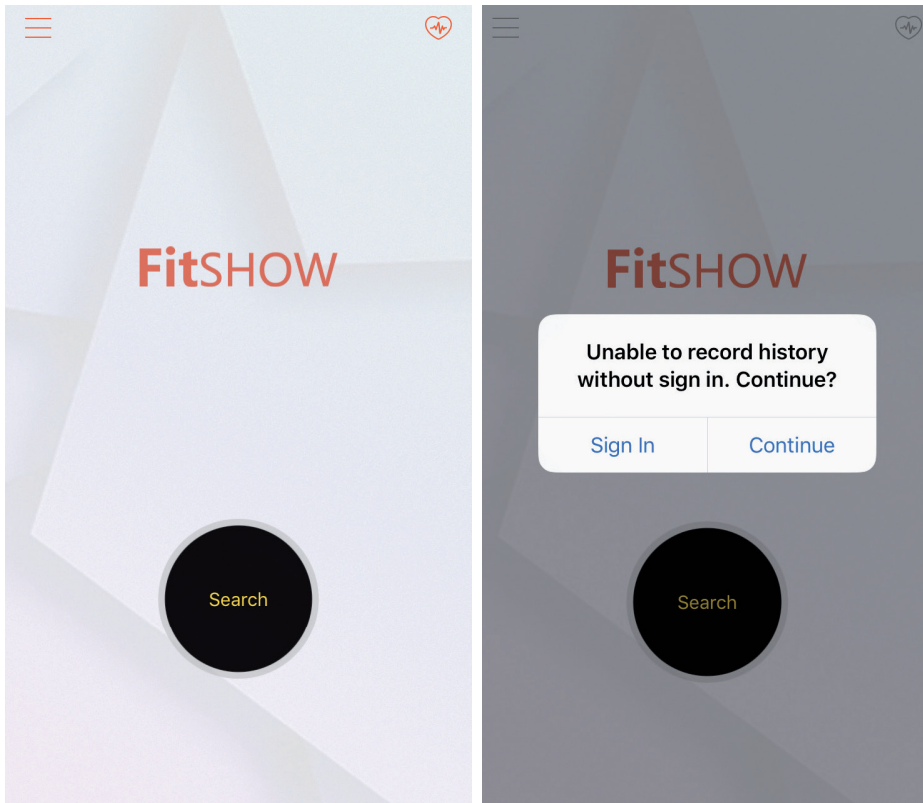 FitSHOW
Search
FitSHOW
Unable to record history
without sign in. Continue?
Sign In
Continue
Search